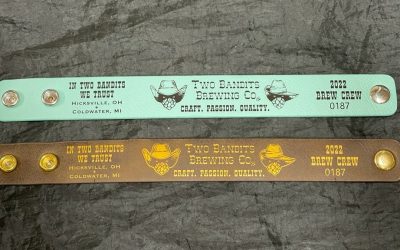 IN TWO BANDITS
WE TRUST
HICKSVILLE, OH
&
COLDWATER, MI
TWO BANDITS
BREWING CO.
CRAFT. PASSION. QUALITY.
2022
BREW CREW
0187
IN TWO BANDITS
WE TRUST
HICKSVILLE, OH
&
COLDWATER, MI
TWO BANDITS
BREWING CO.
CRAFT. PASSION. QUALITY.
2022
BREW CREW
0187